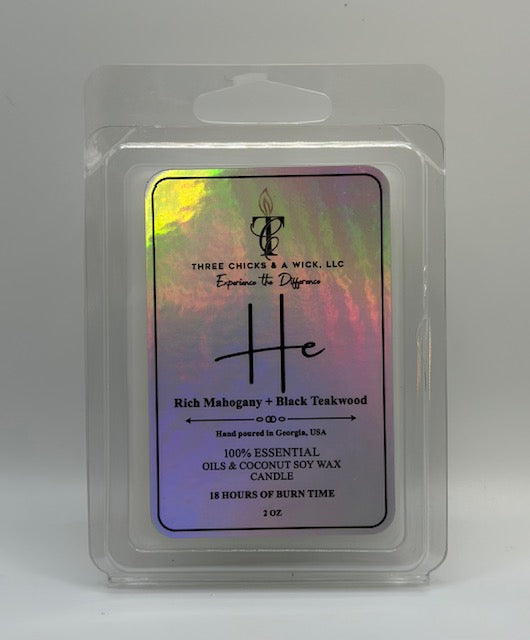 TC
THREE CHICKS & A WICK, LLC
Experience the Difference
He
Rich Mahogany + Black Teakwood
Hand poured in Georgia, USA
100% ESSENTIAL
OILS & COCONUT SOY WAX
CANDLE
18 HOURS OF BURN TIME
2 OZ